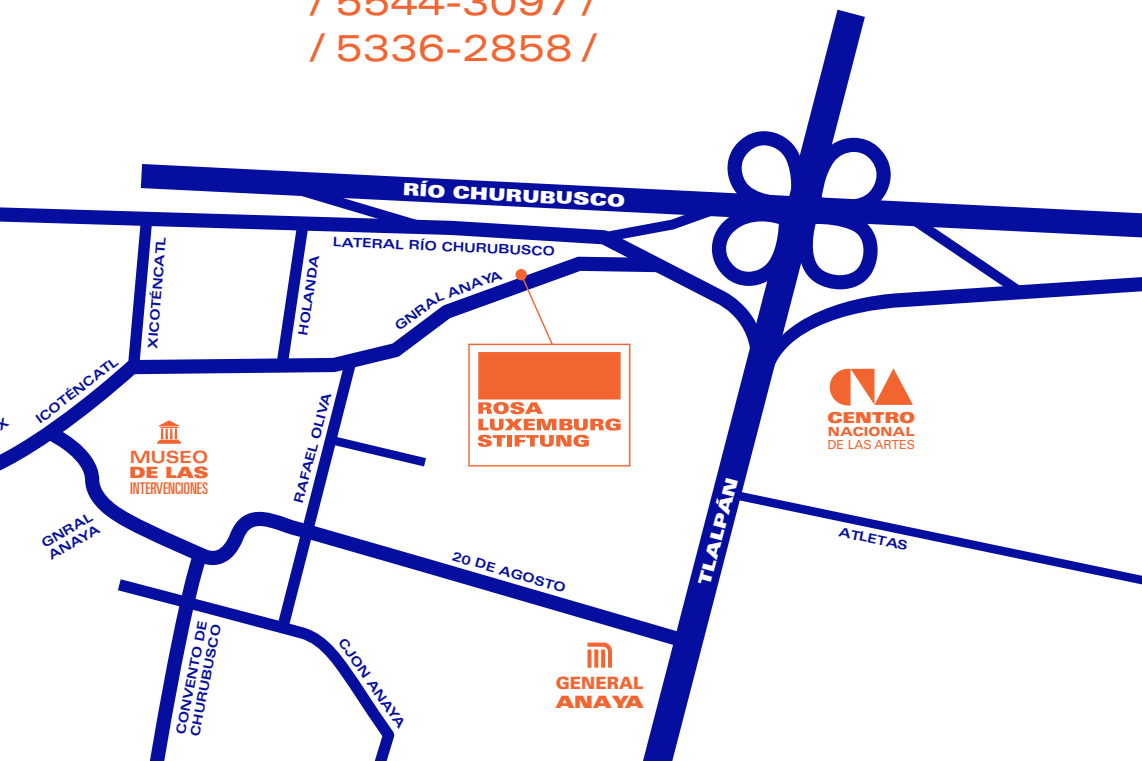 / 5544-3097 /
/ 5336-2858 /
RÍO CHURUBUSCO
LATERAL RÍO CHURUBUSCO
XICOTÉNCATL
HOLANDA
GNRAL ANAYA
ICOTÉNCATL
X
ROSA
LUXEMBURG
STIFTUNG
CENTRO
NACIONAL
DE LAS ARTES
MUSEO
DE LAS
INTERVENCIONES
RAFAEL OLIVA
GNRAL
ANAYA
TLALPÁN
ATLETAS
20 DE AGOSTO
CONVENTO DE
CHURUBUSCO
CJON ANAYA
GENERAL
ANAYA